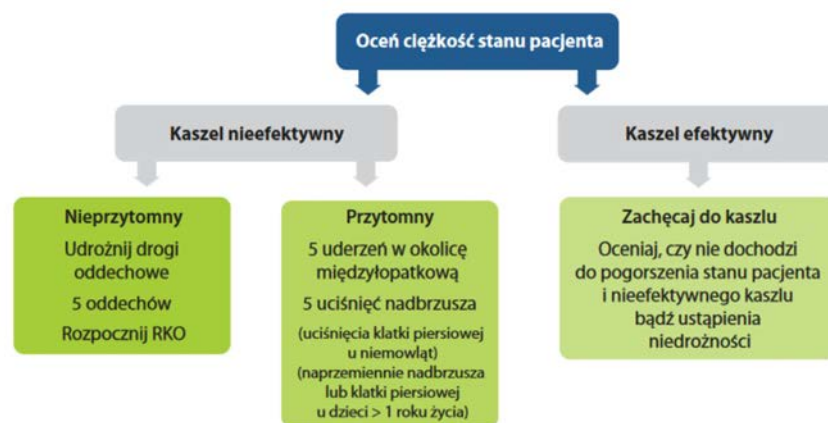 Oceń ciężkość stanu pacjenta
Kaszel nieefektywny
Kaszel efektywny
Nieprzytomny
Udrożnij drogi
oddechowe
5 oddechów
Rozpocznij RKO
Przytomny
5 uderzeń w okolicę
międzyłopatkową
5 uciśnięć nadbrzusza
(uciśnięcia klatki piersiowej
u niemowląt)
(naprzemiennie nadbrzusza
lub klatki piersiowej
u dzieci > 1 roku życia)
Zachęcaj do kaszlu
Oceniaj, czy nie dochodzi
do pogorszenia stanu pacjenta
i nieefektywnego kaszlu
bądź ustąpienia
niedrożności